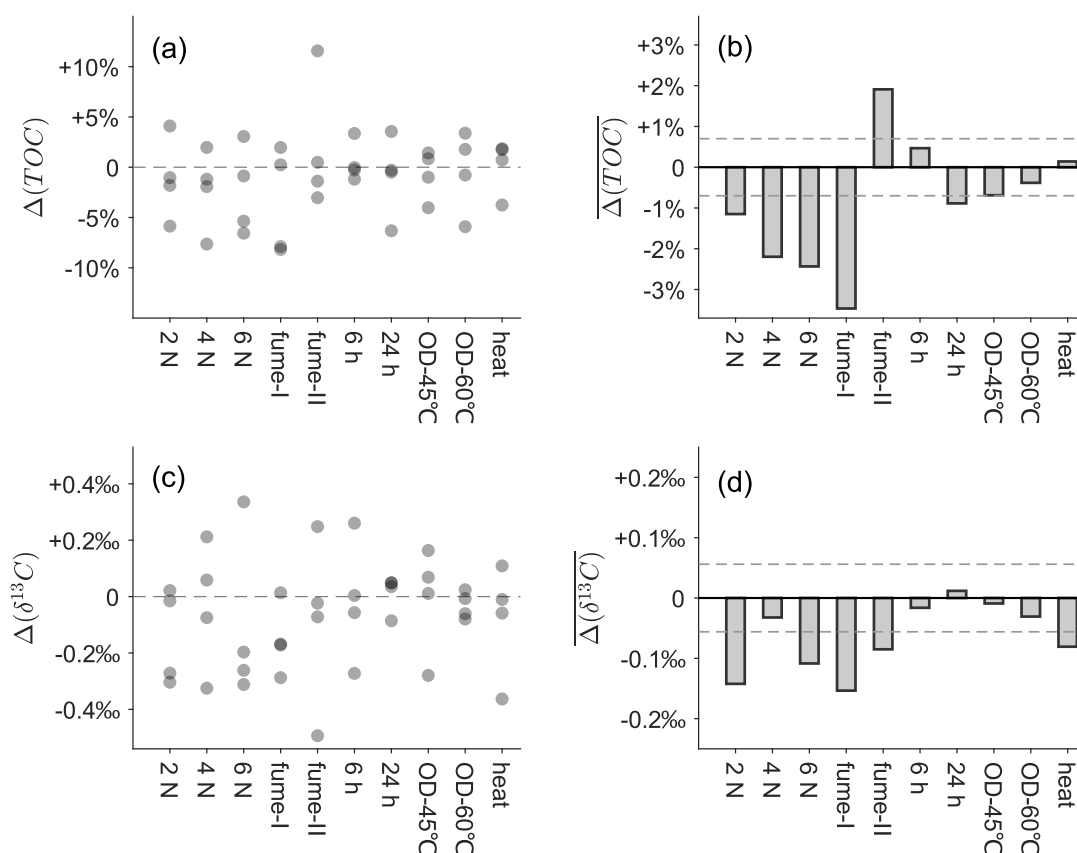 (a)
Δ(TOC)
+10%
+5%
0
-5%
-10%
2 N
4 N
6 N
fume-I
fume-II
6 h
24 h
OD-45℃
OD-60℃
heat
(b)
Δ(TOC)
+3%
+2%
+1%
0
-1%
-2%
-3%
2 N
4 N
6 N
fume-I
fume-II
6 h
24 h
OD-45℃
OD-60℃
heat
(c)
Δ(δ13C)
+0.4‰
+0.2‰
0
-0.2‰
-0.4‰
2 N
4 N
6 N
fume-I
fume-II
6 h
24 h
OD-45℃
OD-60℃
heat
(d)
Δ(δ13C)
+0.2‰
+0.1‰
0
-0.1‰
-0.2‰
2 N
4 N
6 N
fume-I
fume-II
6 h
24 h
OD-45℃
OD-60℃
heat